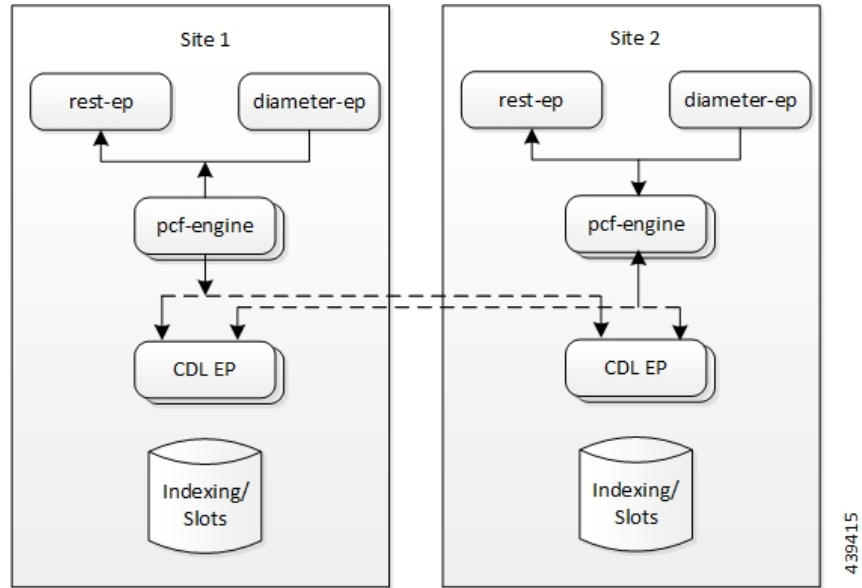 Site 1
rest-ep
diameter-ep
pcf-engine
CDL EP
Indexing/
Slots
Site 2
rest-ep
diameter-ep
pcf-engine
CDL EP
Indexing/
Slots
439415